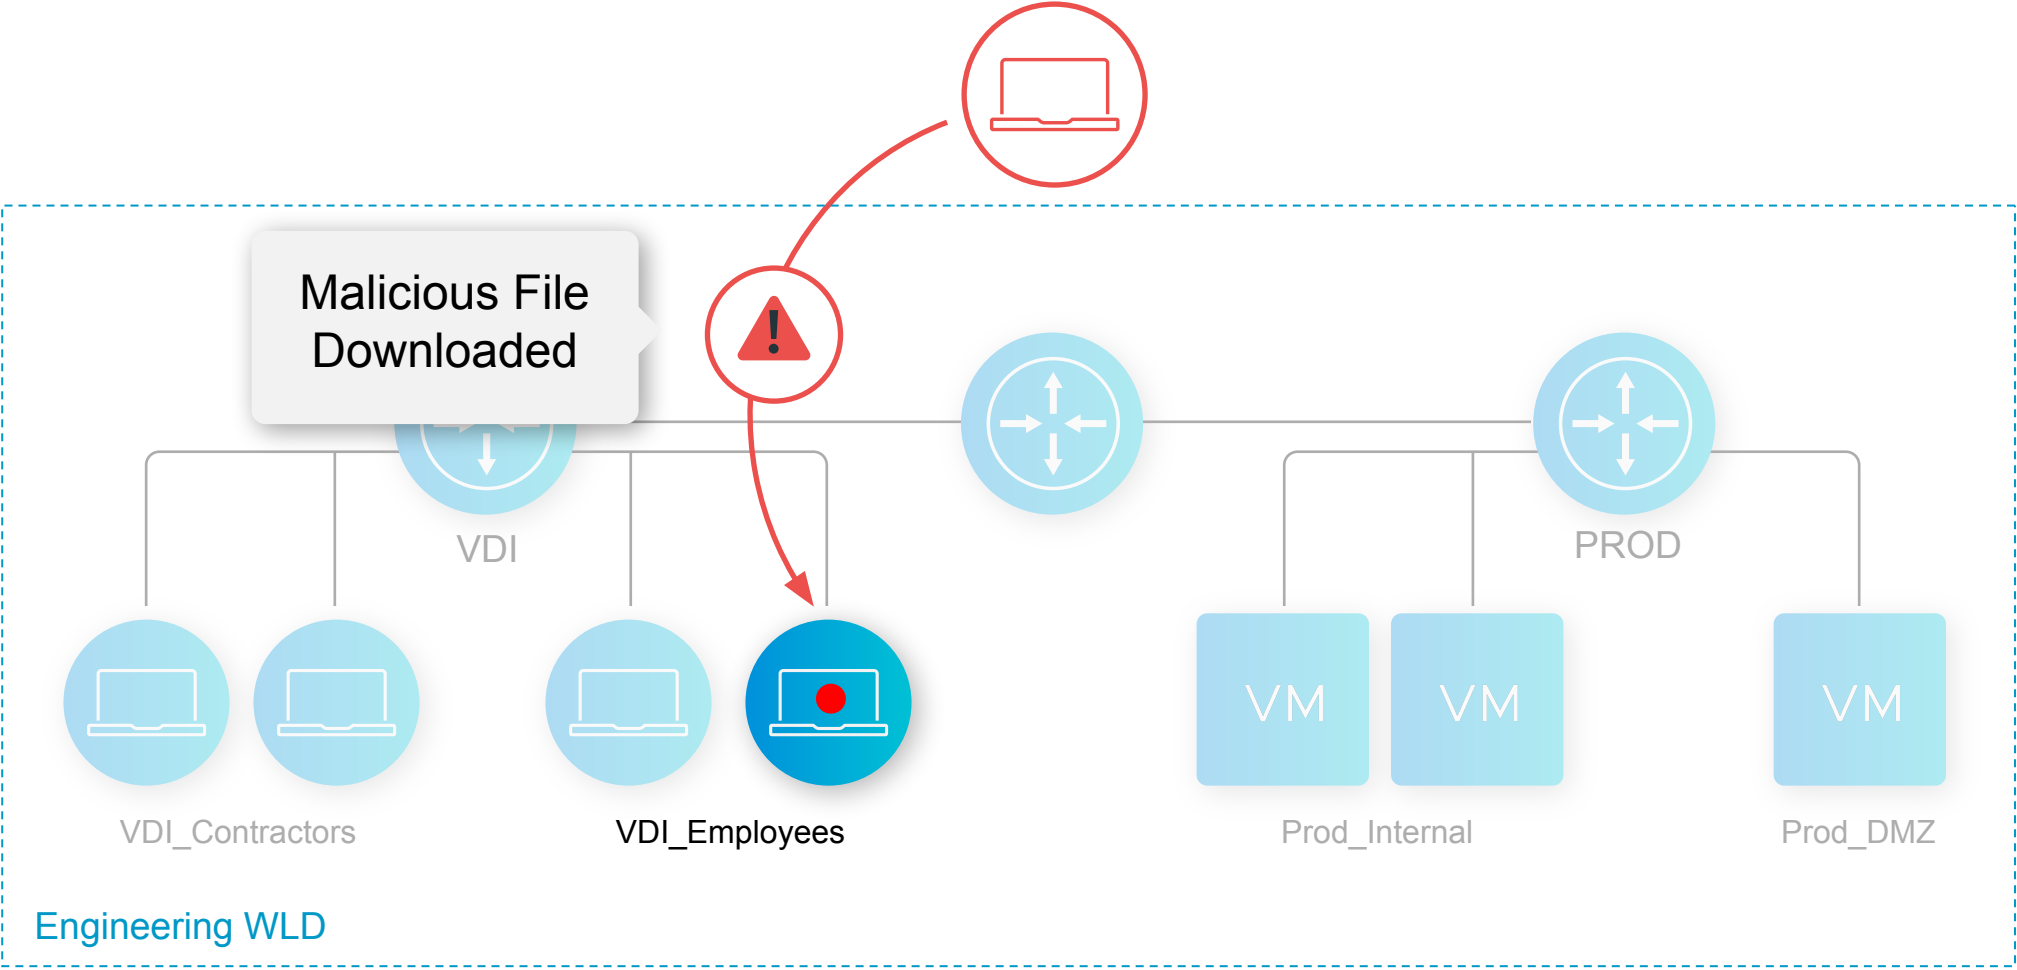 Malicious File
Downloaded
VDI
PROD
VM
VM
VM
VDI_Contractors
VDI_Employees
Prod_Internal
Prod_DMZ
Engineering WLD